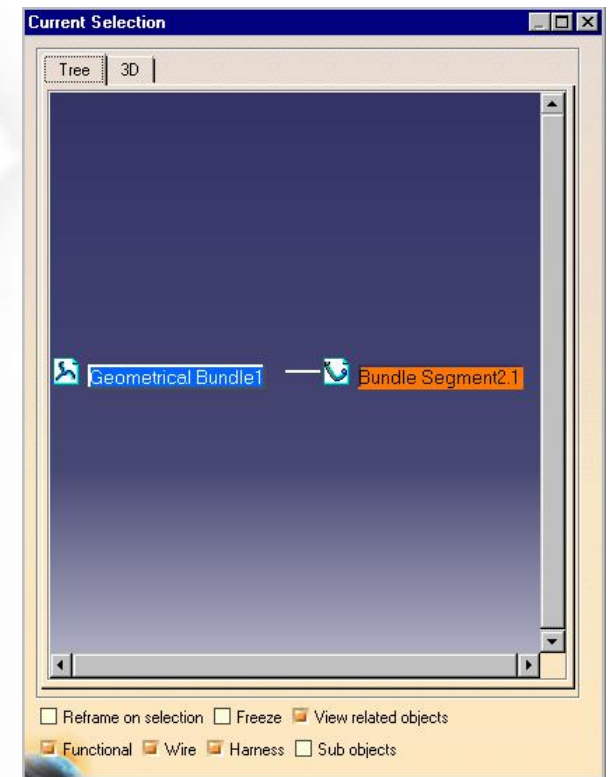 Current Selection
Tree 3D
Geometrical Bundle1 Bundle Segment2.1
Reframe on selection Freeze View related objects
Functional Wire Harness Sub objects